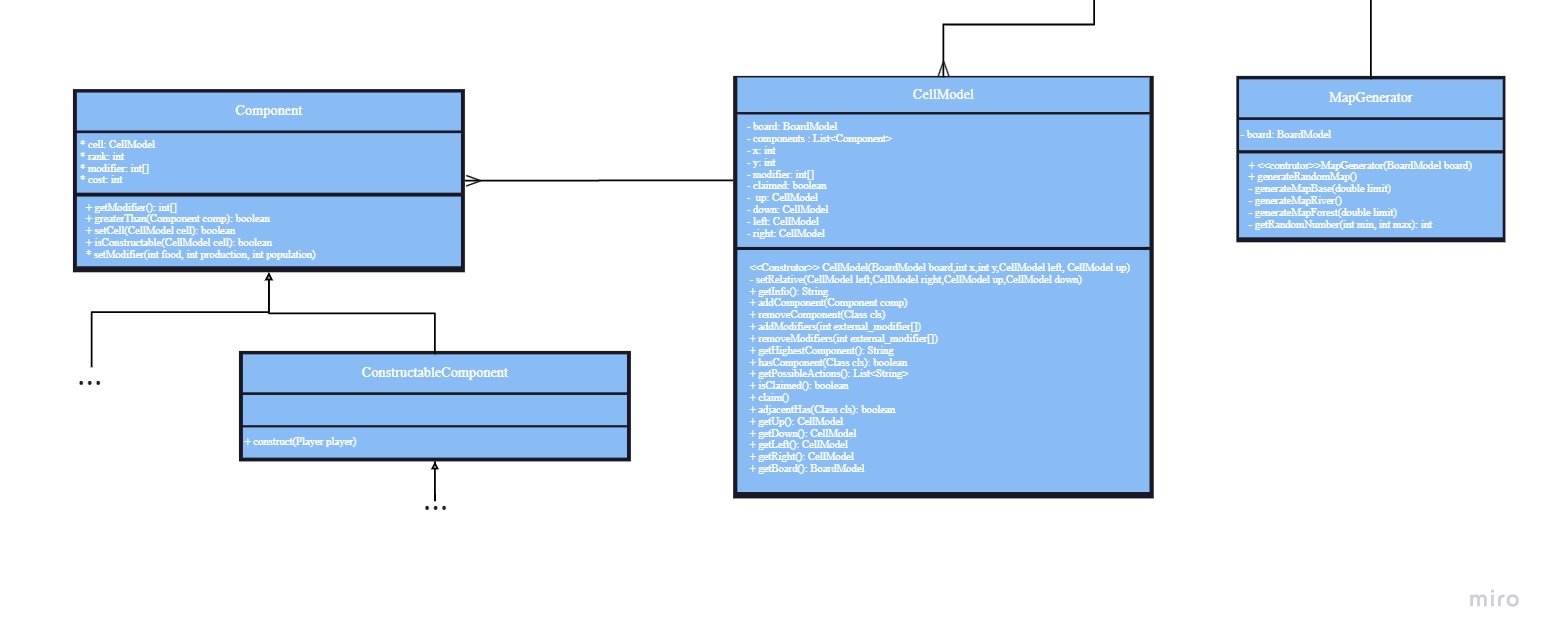 Component
* cell: CellModel
* rank: int
* modifier: int[]
* cost: int
+ getModifier(): int[]
+ greaterThan(Component comp): boolean
+ setCell(CellModel cell): boolean
+ isConstructable(CellModel cell): boolean
* setModifier(int food, int production, int population)
...
ConstructableComponent
+ construct(Player player)
...
CellModel
- board: BoardModel
- components : List<Component>
- x: int
- y: int
- modifier: int[]
- claimed: boolean
- up: CellModel
- down: CellModel
- left: CellModel
- right: CellModel
<<Construtor>> CellModel(BoardModel board,int x,int y,CellModel left, CellModel up)
- setRelative(CellModel left,CellModel right,CellModel up,CellModel down)
+ getInfo(): String
+ addComponent(Component comp)
+ removeComponent(Class cls)
+ addModifiers(int external_modifier[])
+ removeModifiers(int external_modifier[])
+ getHighestComponent(): String
+ hasComponent(Class cls): boolean
+ getPossibleActions(): List<String>
+ isClaimed(): boolean
+ claim()
+ adjacentHas(Class cls): boolean
+ getUp(): CellModel
+ getDown(): CellModel
+ getLeft(): CellModel
+ getRight(): CellModel
+ getBoard(): BoardModel
MapGenerator
- board: BoardModel
+ <<contrutor>>MapGenerator(BoardModel board)
+ generateRandomMap()
- generateMapBase(double limit)
- generateMapRiver()
- generateMapForest(double limit)
- getRandomNumber(int min, int max): int
miro